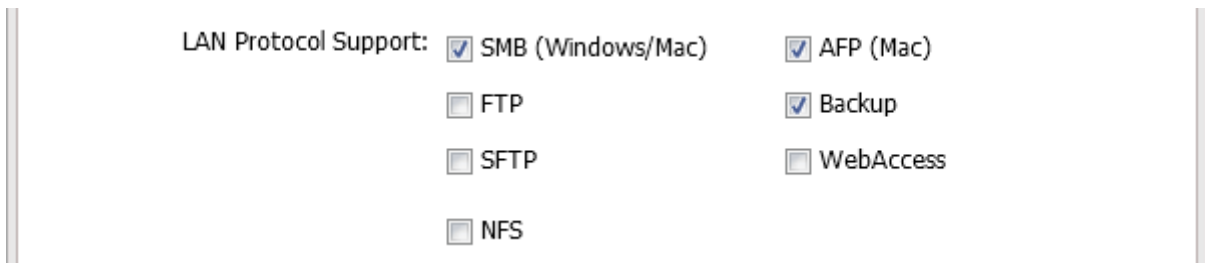 LAN Protocol Support: SMB (Windows/Mac) AFP (Mac)
FTP Backup
SFTP WebAccess
NFS